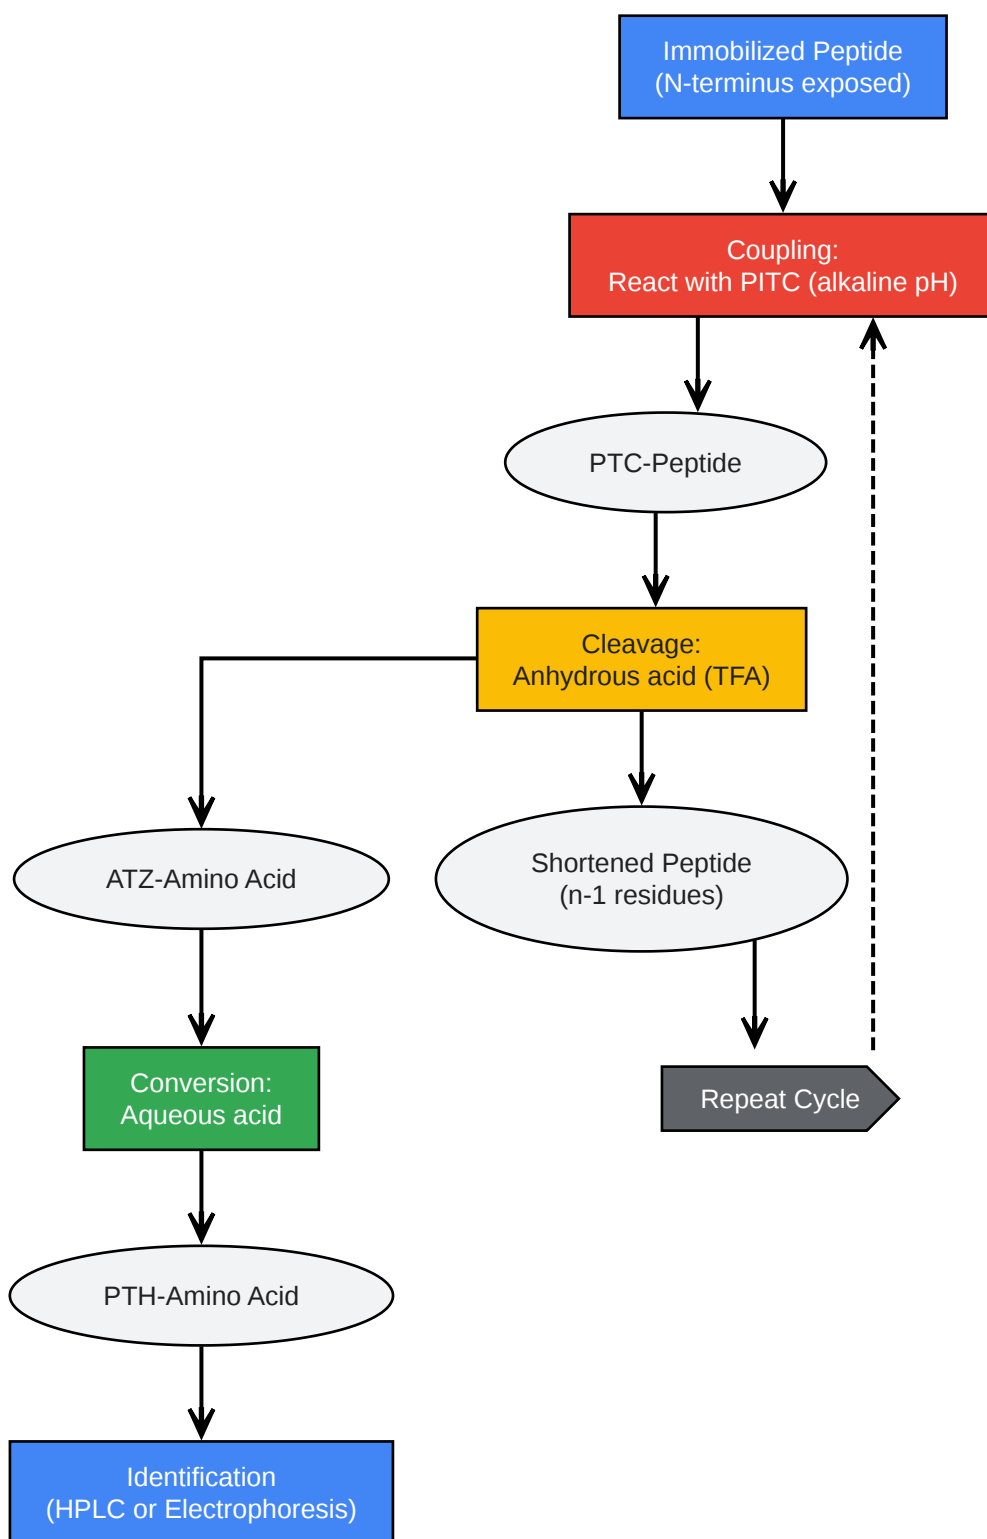 Immobilized Peptide
(N-terminus exposed)
Coupling:
React with PITC (alkaline pH)
PTC-Peptide
Cleavage:
Anhydrous acid (TFA)
ATZ-Amino Acid
Shortened Peptide
(n-1 residues)
Conversion:
Aqueous acid
Repeat Cycle
PTH-Amino Acid
Identification
(HPLC or Electrophoresis)